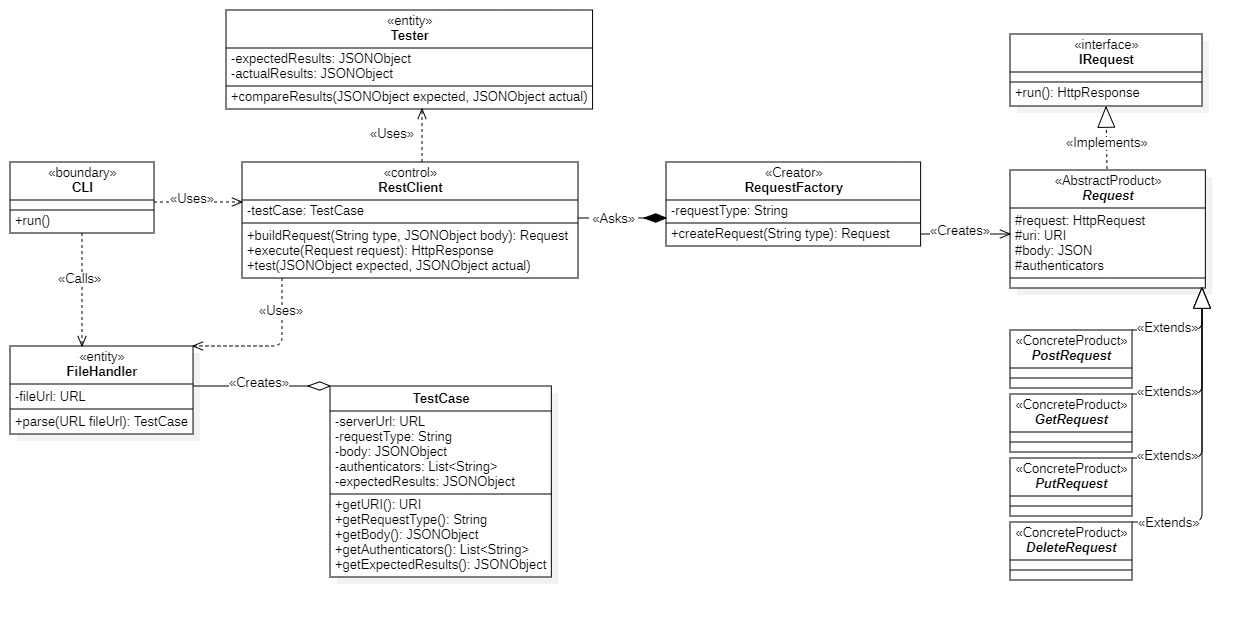 «entity»
Tester
-expectedResults: JSONObject
-actualResults: JSONObject
+compareResults(JSONObject expected, JSONObject actual)
«Uses»
«boundary»
CLI
+run()
«Uses»
«control»
RestClient
-testCase: TestCase
+buildRequest(String type, JSONObject body): Request
+execute(Request request): HttpResponse
+test(JSONObject expected, JSONObject actual)
«Asks»
«Creator»
RequestFactory
-requestType: String
+createRequest(String type): Request
«Creates»
«interface»
IRequest
+run(): HttpResponse
«Implements»
«AbstractProduct»
Request
#request: HttpRequest
#uri: URI
#body: JSON
#authenticators
«Calls»
«Uses»
«entity»
FileHandler
-fileUrl: URL
+parse(URL fileUrl): TestCase
«Creates»
TestCase
-serverUrl: URL
-requestType: String
-body: JSONObject
-authenticators: List<String>
-expectedResults: JSONObject
+getURI(): URI
+getRequestType(): String
+getBody(): JSONObject
+getAuthenticators(): List<String>
+getExpectedResults(): JSONObject
«Extends»
«ConcreteProduct»
PostRequest
«Extends»
«ConcreteProduct»
GetRequest
«Extends»
«ConcreteProduct»
PutRequest
«Extends»
«ConcreteProduct»
DeleteRequest